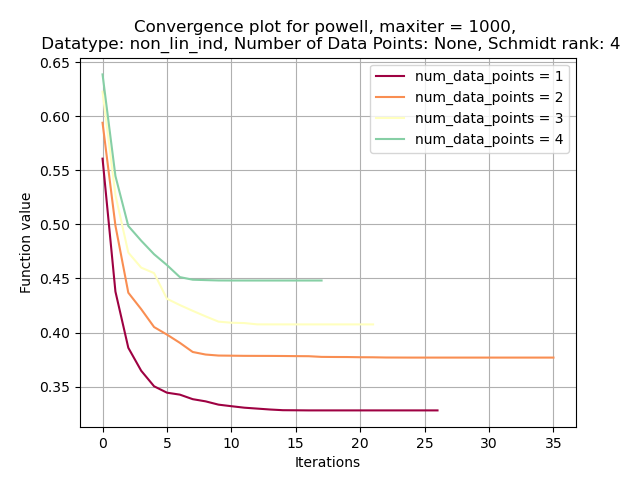 Convergence plot for powell, maxiter = 1000,
Datatype: non_lin_ind, Number of Data Points: None, Schmidt rank: 4
num_data_points = 1
num_data_points = 2
num_data_points = 3
num_data_points = 4
Function value
0.65
0.60
0.55
0.50
0.45
0.40
0.35
0 5 10 15 20 25 30 35
Iterations